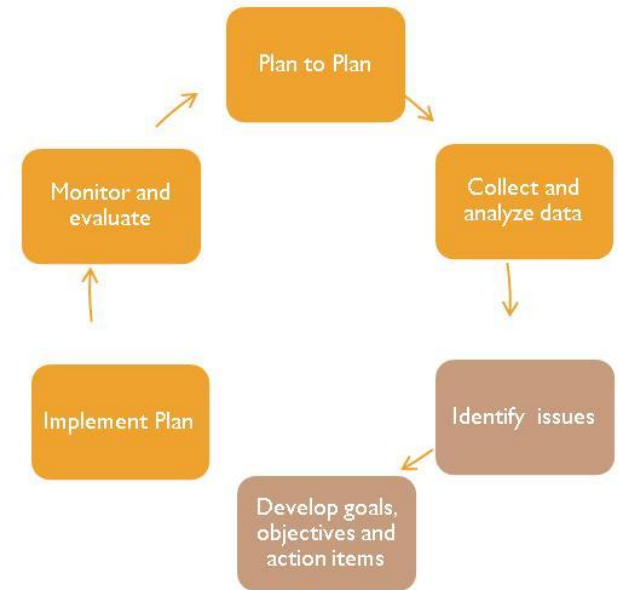 Plan to Plan
Collect and
analyze data
Identify issues
Develop goals,
objectives and
action items
Implement Plan
Monitor and
evaluate